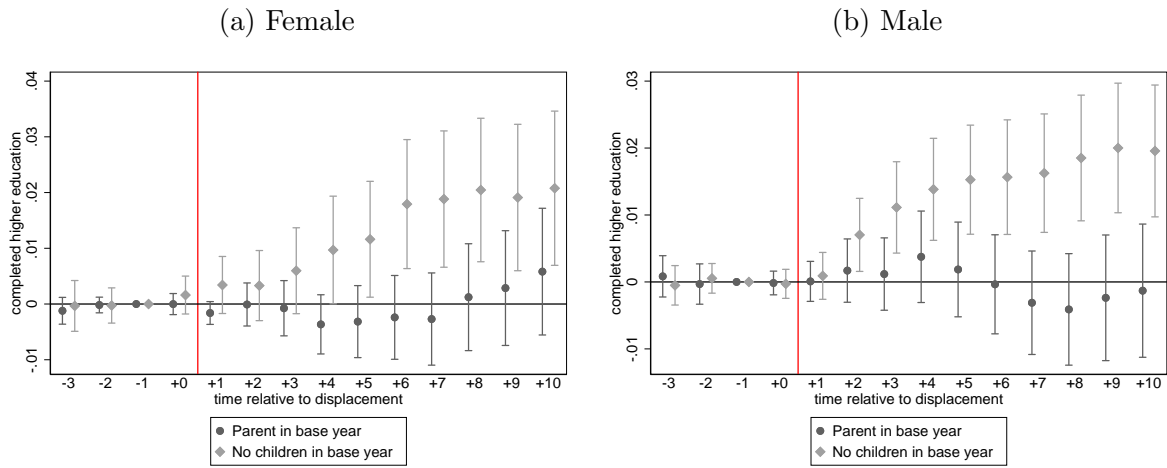 (a) Female
completed higher education
-.01 0 .01 .02 .03 .04
-3 -2 -1 +0 +1 +2 +3 +4 +5 +6 +7 +8 +9 +10
time relative to displacement
Parent in base year
No children in base year
(b) Male
completed higher education
-.01 0 .01 .02 .03
-3 -2 -1 +0 +1 +2 +3 +4 +5 +6 +7 +8 +9 +10
time relative to displacement
Parent in base year
No children in base year